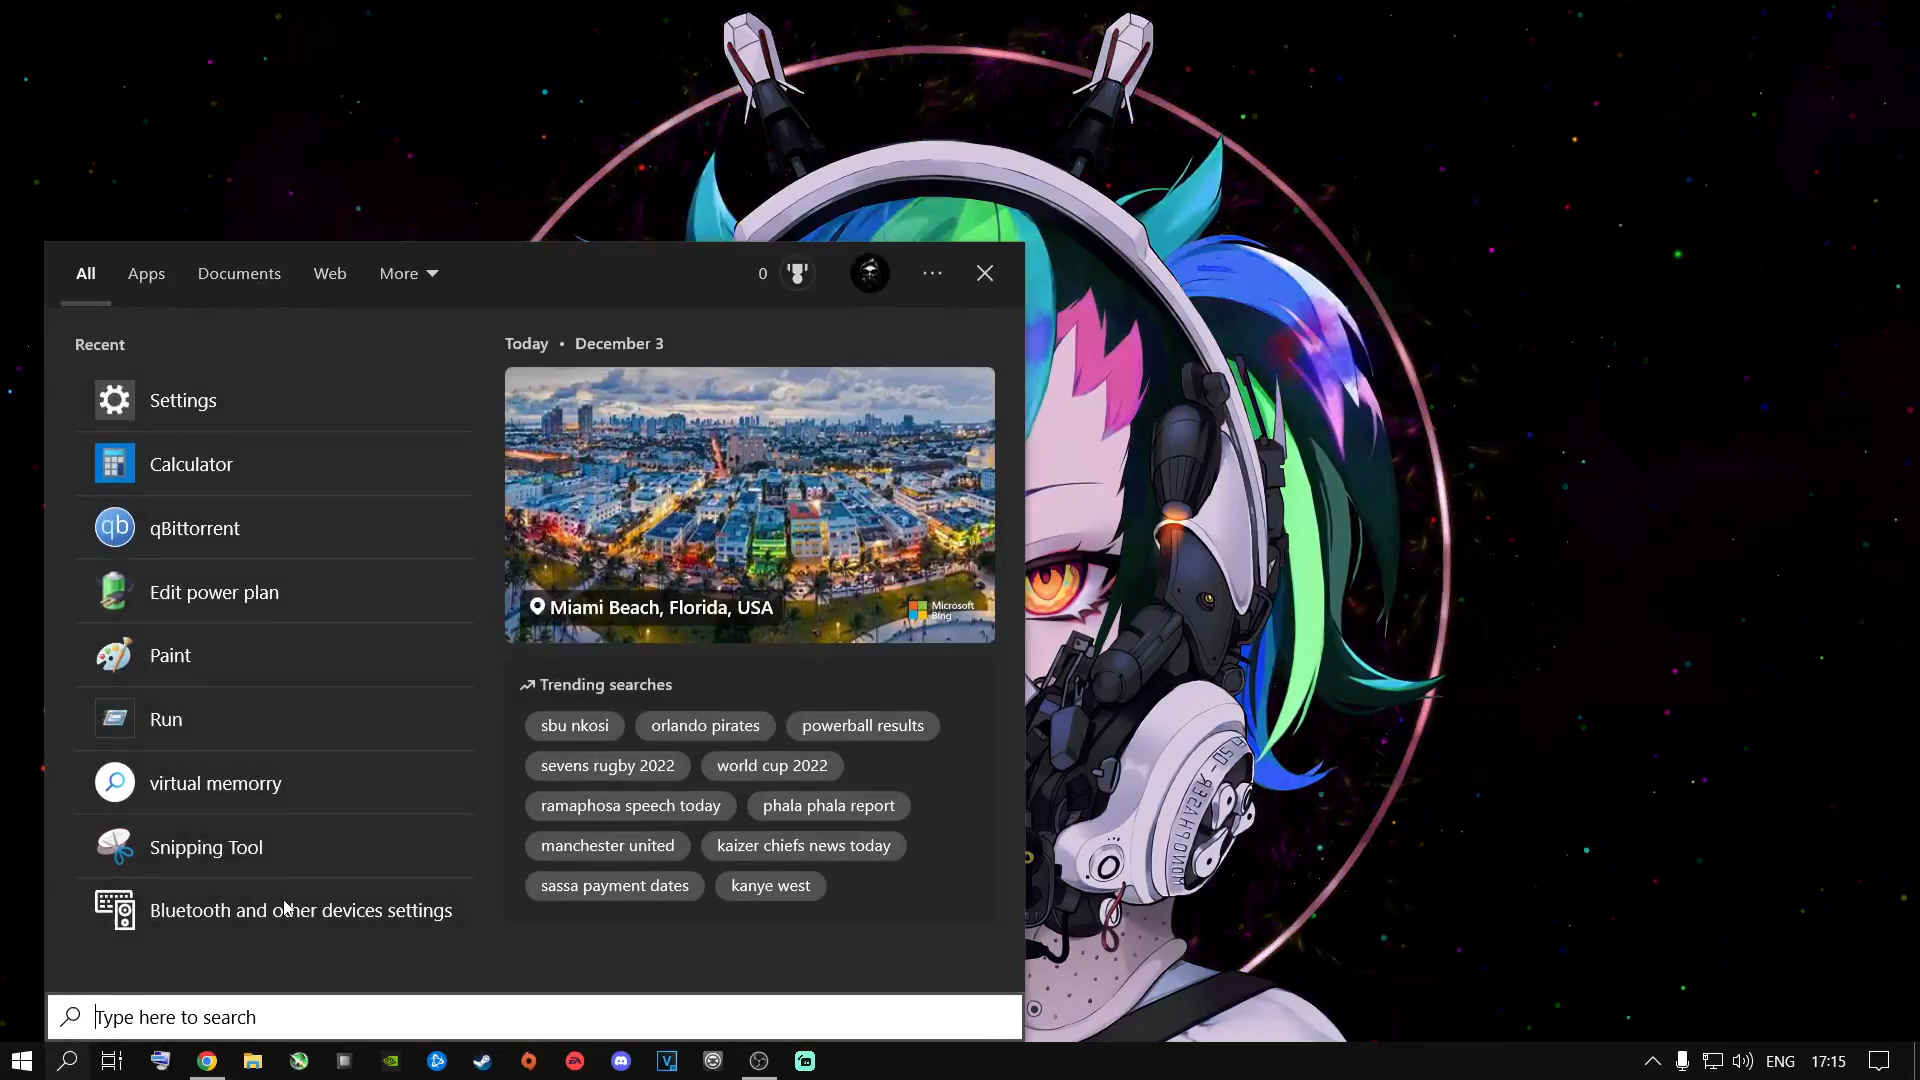 All Apps Documents Web More 0
Recent
Settings
Calculator
qb qBittorrent
Edit power plan
Paint
Run
virtual memorry
Snipping Tool
Bluetooth and other devices settings
Today • December 3
Miami Beach, Florida, USA
Microsoft
Bing
Trending searches
sbu nkosi orlando pirates powerball results
sevens rugby 2022 world cup 2022
ramaphosa speech today phala phala report
manchester united kaizer chiefs news today
sassa payment dates kanye west
Type here to search
ENG 17:15